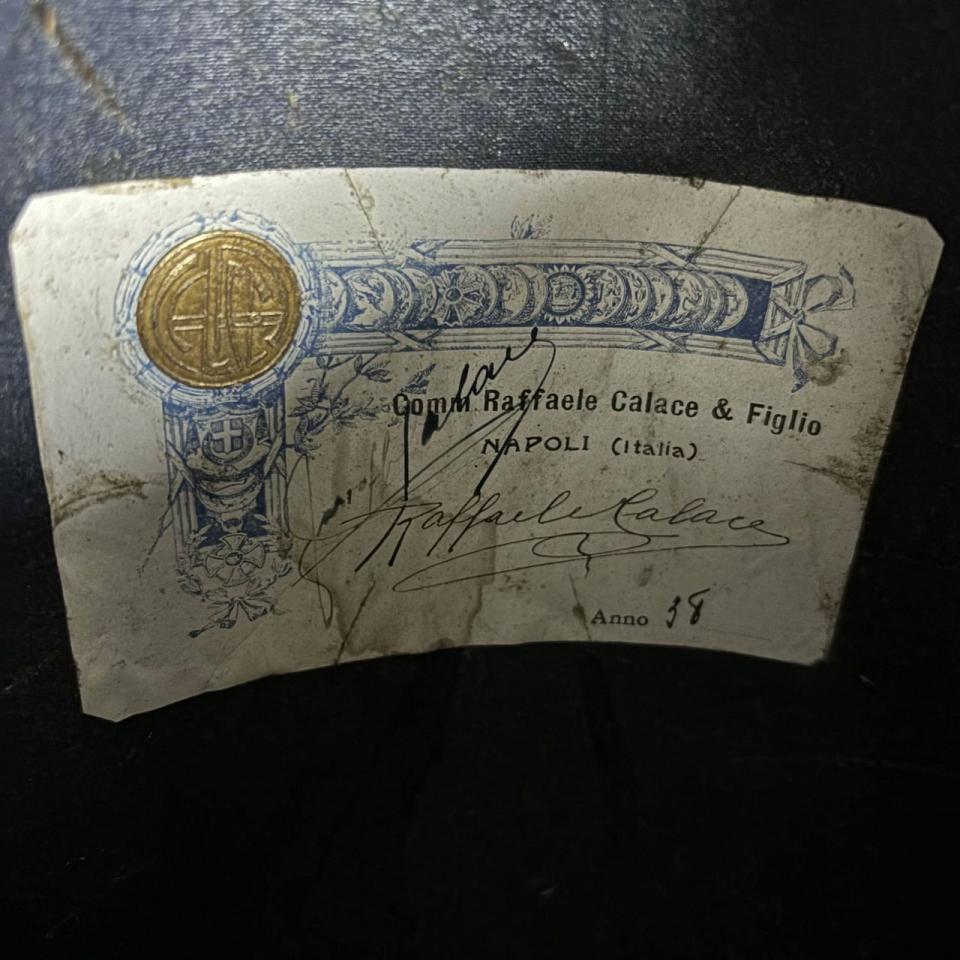 Comm. Raffaele Calace & Figlio
NAPOLI (Italia)
Raffaele Calace
Anno 38